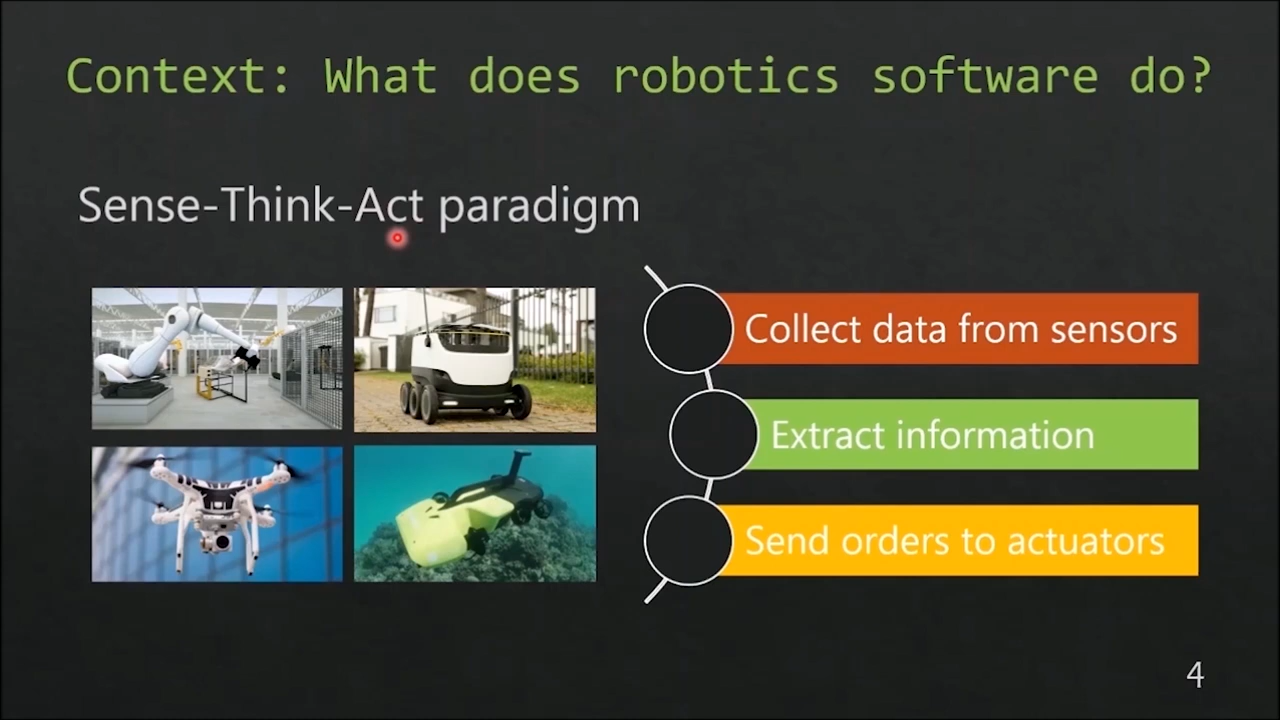 Context: What does robotics software do?
Sense-Think-Act paradigm
Collect data from sensors
Extract information
Send orders to actuators
4